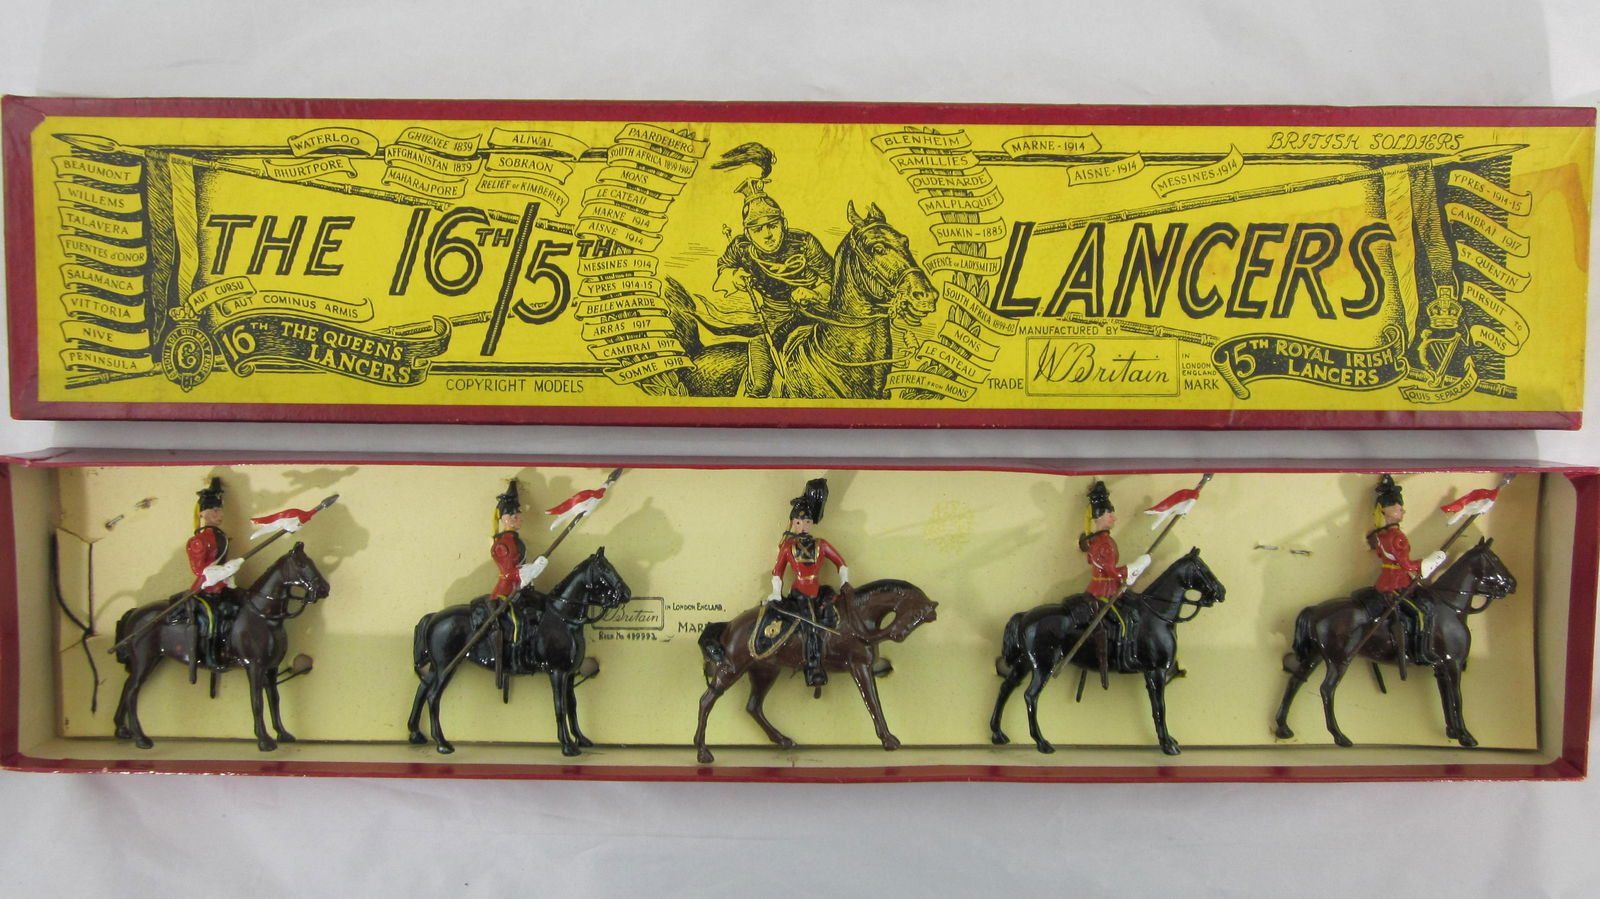 BRITISH SOLDIERS
BEAUMONT
WILLEMS
TALAVERA
FUENTES d'ONOR
SALAMANCA
VITTORIA
NIVE
PENINSULA
WATERLOO
BHURTPORE
GHUZNEE 1839
AFFGHANISTAN 1839
MAHARAJPORE
ALIWAL
SOBRAON
RELIEF of KIMBERLEY
PAARDEBERG
SOUTH AFRICA 1899-1902
MONS
LE CATEAU
MARNE 1914
AISNE 1914
MESSINES 1914
YPRES 1914-15
BELLEWAARDE
ARRAS 1917
CAMBRAI 1917
SOMME 1918
THE 16TH/5TH LANCERS
AUT CURSU
AUT COMINUS ARMIS
16TH THE QUEEN'S
LANCERS
COPYRIGHT MODELS
BLENHEIM
RAMILLIES
OUDENARDE
MALPLAQUET
SUAKIN-1885
DEFENCE of LADYSMITH
SOUTH AFRICA 1899-02
MONS
LE CATEAU
RETREAT from MONS
MARNE-1914
AISNE-1914
MESSINES 1914
YPRES-1914-15
CAMBRAI 1917
ST. QUENTIN
PURSUIT TO
MONS
MANUFACTURED BY
TRADE W Britain MARK
IN
LONDON
ENGLAND
5TH ROYAL IRISH
LANCERS
QUIS SEPARABIT
Britain
IN LONDON ENGLAND.
REGD No 459993